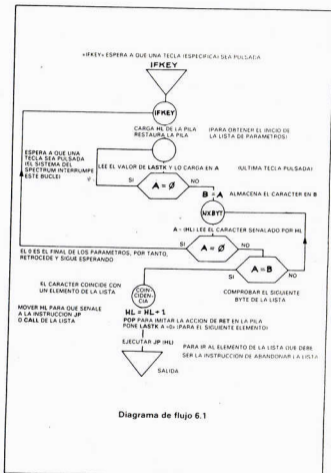 «IFKEY» ESPERA A QUE UNA TECLA (ESPECIFICA) SEA PULSADA
IFKEY
IFKEY
CARGA HL DE LA PILA
RESTAURA LA PILA
(PARA OBTENER EL INICIO DE
LA LISTA DE PARAMETROS)
ESPERA A QUE UNA
TECLA SEA PULSADA
(EL SISTEMA DEL
SPECTRUM INTERRUMPE
ESTE BUCLE)
LEE EL VALOR DE LASTK Y LO CARGA EN A
(ULTIMA TECLA PULSADA)
SI
NO
A = Ø
B = A
ALMACENA EL CARACTER EN B
NXBYT
A = (HL) LEE EL CARACTER SEÑALADO POR HL
SI
NO
A = Ø
EL 0 ES EL FINAL DE LOS PARAMETROS, POR TANTO,
RETROCEDE Y SIGUE ESPERANDO
SI
NO
A = B
EL CARACTER COINCIDE CON
UN ELEMENTO DE LA LISTA
COIN-
CIDEN-
CIA
COMPROBAR EL SIGUIENTE
BYTE DE LA LISTA
MOVER HL PARA QUE SEÑALE
A LA INSTRUCCION JP
O CALL DE LA LISTA
HL = HL + 1
POP PARA IMITAR LA ACCION DE RET EN LA PILA
PONE LASTK A «0» (PARA EL SIGUIENTE ELEMENTO)
EJECUTAR JP (HL)
PARA IR AL ELEMENTO DE LA LISTA (QUE DEBE
SER LA INSTRUCCION DE ABANDONAR LA LISTA
SALIDA
Diagrama de flujo 6.1